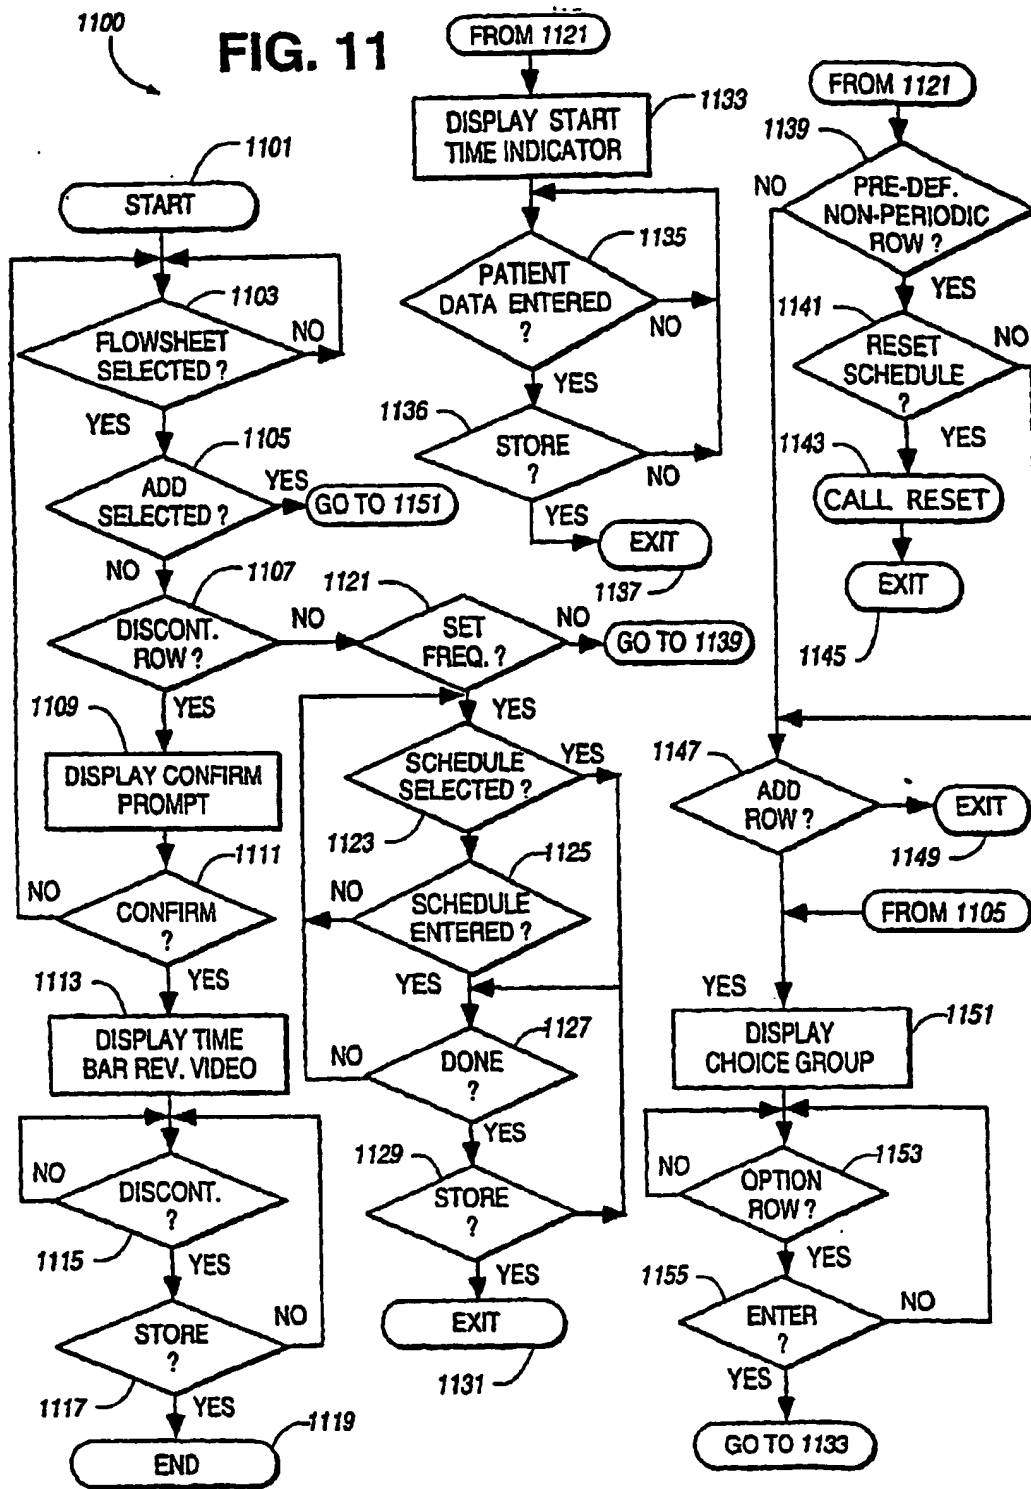 1100
FIG. 11
1101
START
1103
FLOWSHEET
SELECTED ?
NO
YES
1105
ADD
SELECTED ?
YES
GO TO 1151
NO
1107
DISCONT.
ROW ?
NO
YES
1109
DISPLAY CONFIRM
PROMPT
1111
NO
CONFIRM
?
YES
1113
DISPLAY TIME
BAR REV. VIDEO
NO
DISCONT.
?
1115
YES
STORE
?
NO
1117
YES
1119
END
FROM 1121
1133
DISPLAY START
TIME INDICATOR
1135
PATIENT
DATA ENTERED
?
NO
YES
1136
STORE
?
NO
YES
EXIT
1137
1121
SET
FREQ. ?
NO
GO TO 1139
YES
SCHEDULE
SELECTED ?
YES
1123
1125
NO
SCHEDULE
ENTERED ?
YES
1127
NO
DONE
?
YES
1129
STORE
?
YES
EXIT
1131
FROM 1121
1139
NO
PRE-DEF.
NON-PERIODIC
ROW ?
YES
1141
RESET
SCHEDULE
?
NO
YES
1143
CALL RESET
EXIT
1145
1147
ADD
ROW ?
EXIT
1149
FROM 1105
YES
1151
DISPLAY
CHOICE GROUP
1153
NO
OPTION
ROW ?
YES
1155
ENTER
?
NO
YES
GO TO 1133